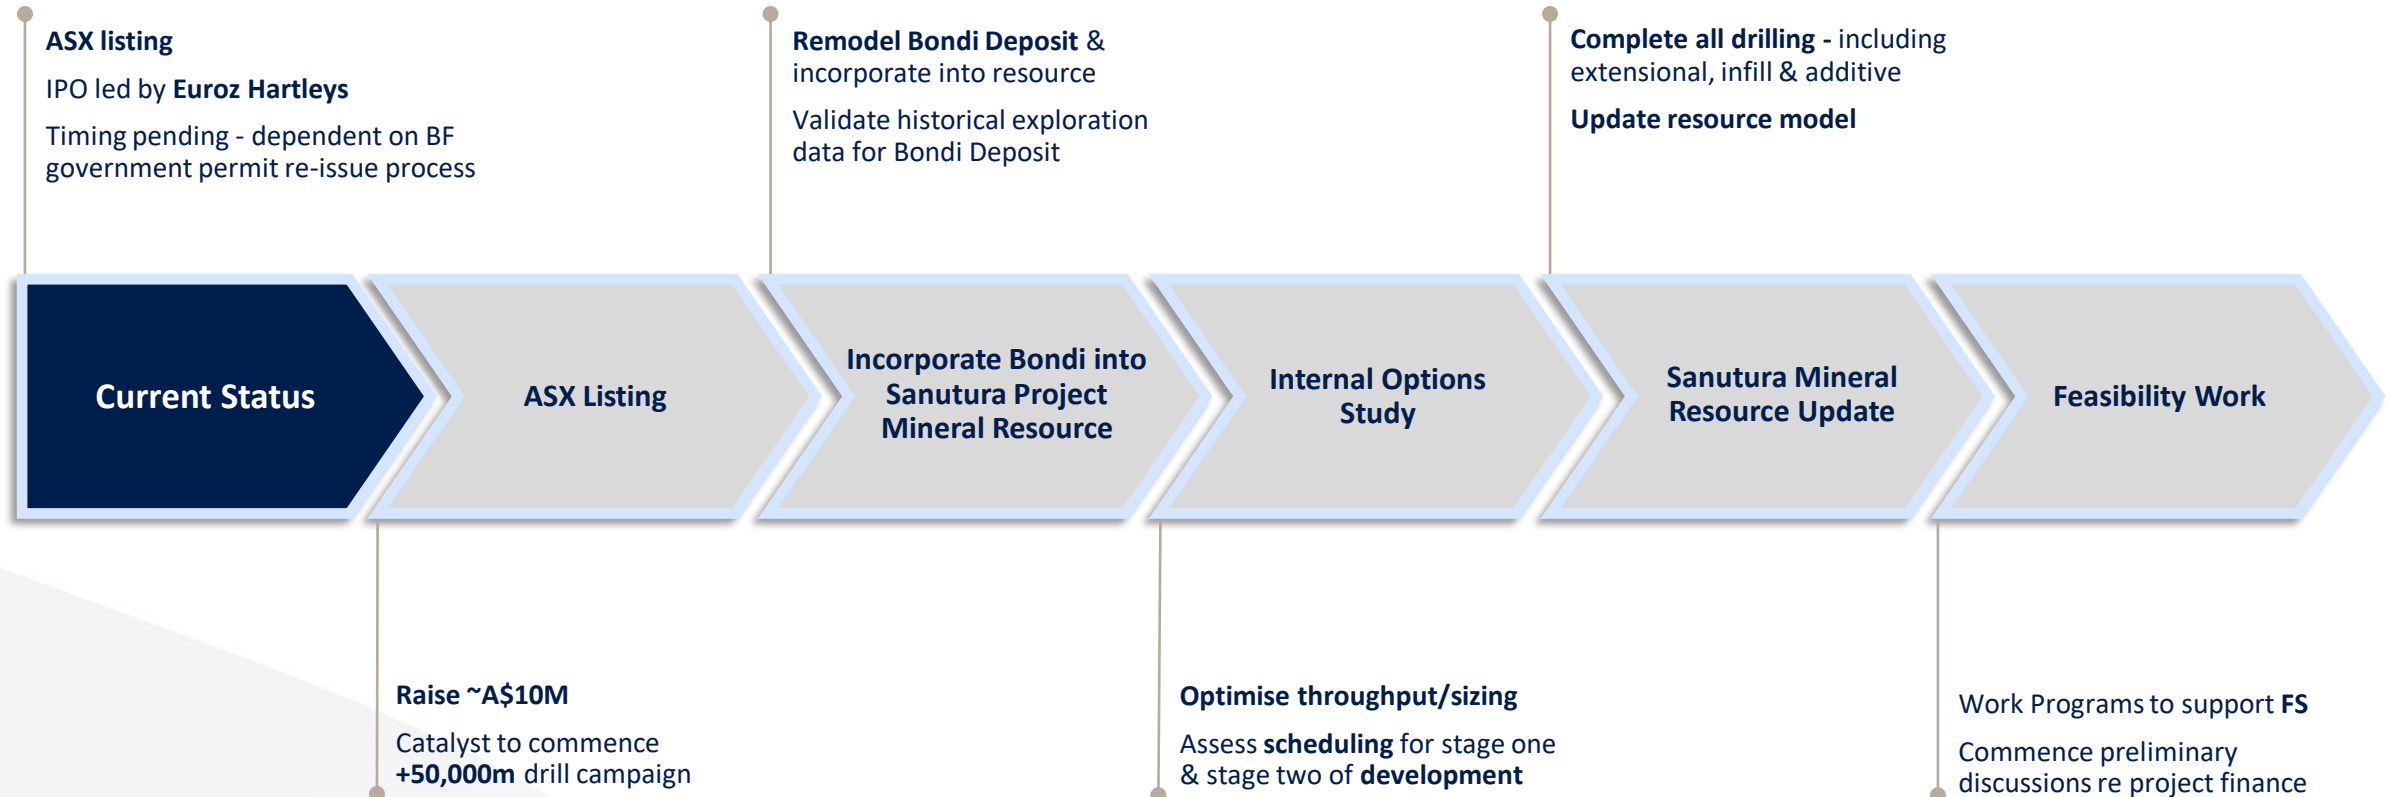 ASX listing
IPO led by Euroz Hartleys
Timing pending - dependent on BF
government permit re-issue process
Remodel Bondi Deposit &
incorporate into resource
Validate historical exploration
data for Bondi Deposit
Complete all drilling - including
extensional, infill & additive
Update resource model
Current Status
ASX Listing
Incorporate Bondi into
Sanutura Project
Mineral Resource
Internal Options
Study
Sanutura Mineral
Resource Update
Feasibility Work
Raise ~A$10M
Catalyst to commence
+50,000m drill campaign
Optimise throughput/sizing
Assess scheduling for stage one
& stage two of development
Work Programs to support FS
Commence preliminary
discussions re project finance